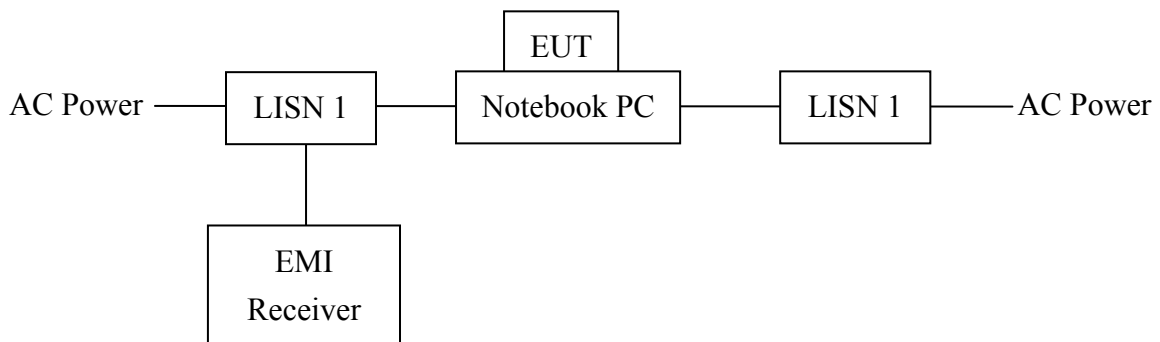 EUT
AC Power
LISN 1
Notebook PC
LISN 1
AC Power
EMI
Receiver